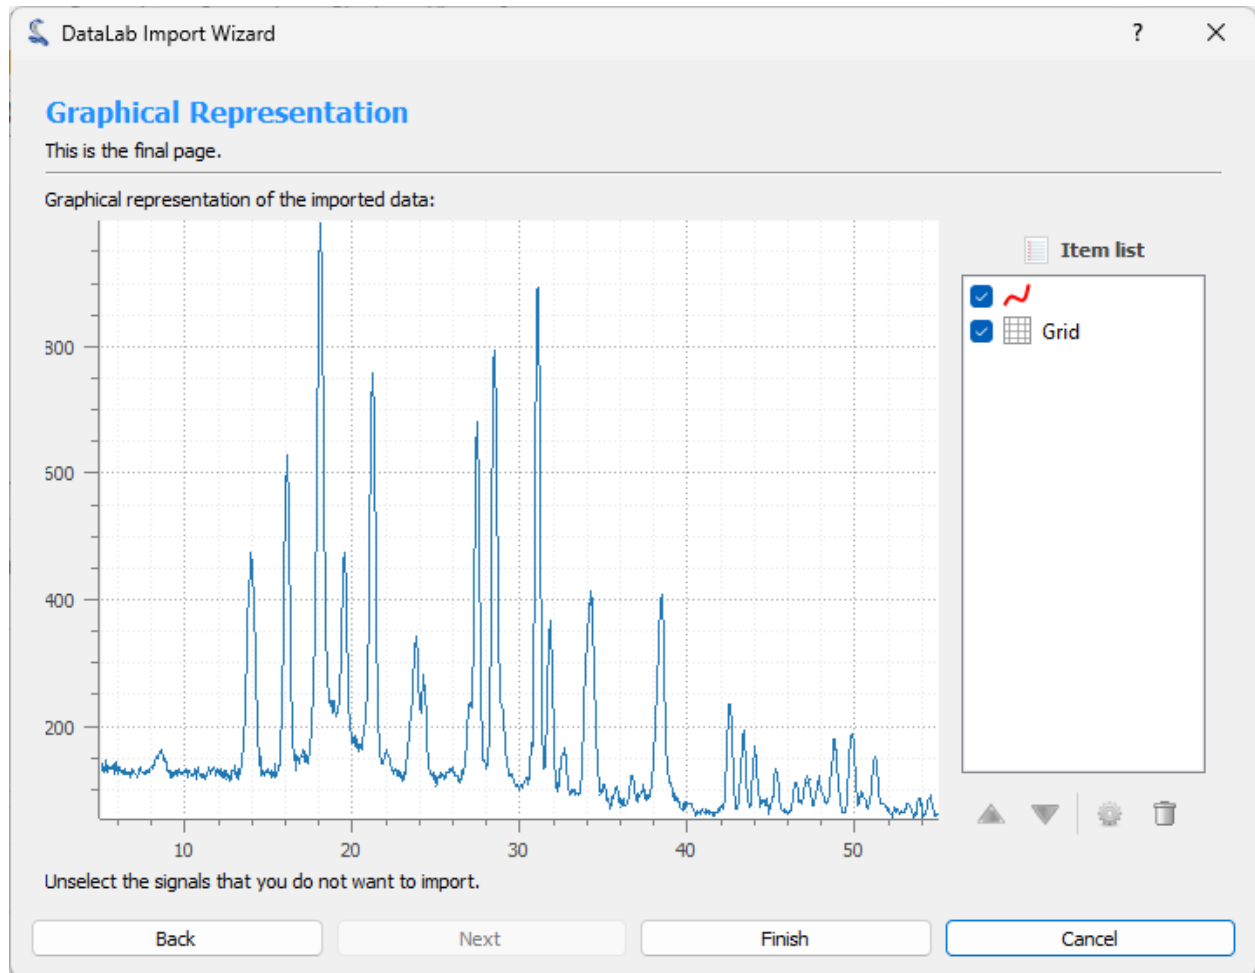 DataLab Import Wizard
?
Graphical Representation
This is the final page.
Graphical representation of the imported data:
Item list
Grid
800
600
400
200
10 20 30 40 50
Unselect the signals that you do not want to import.
Back Next Finish Cancel